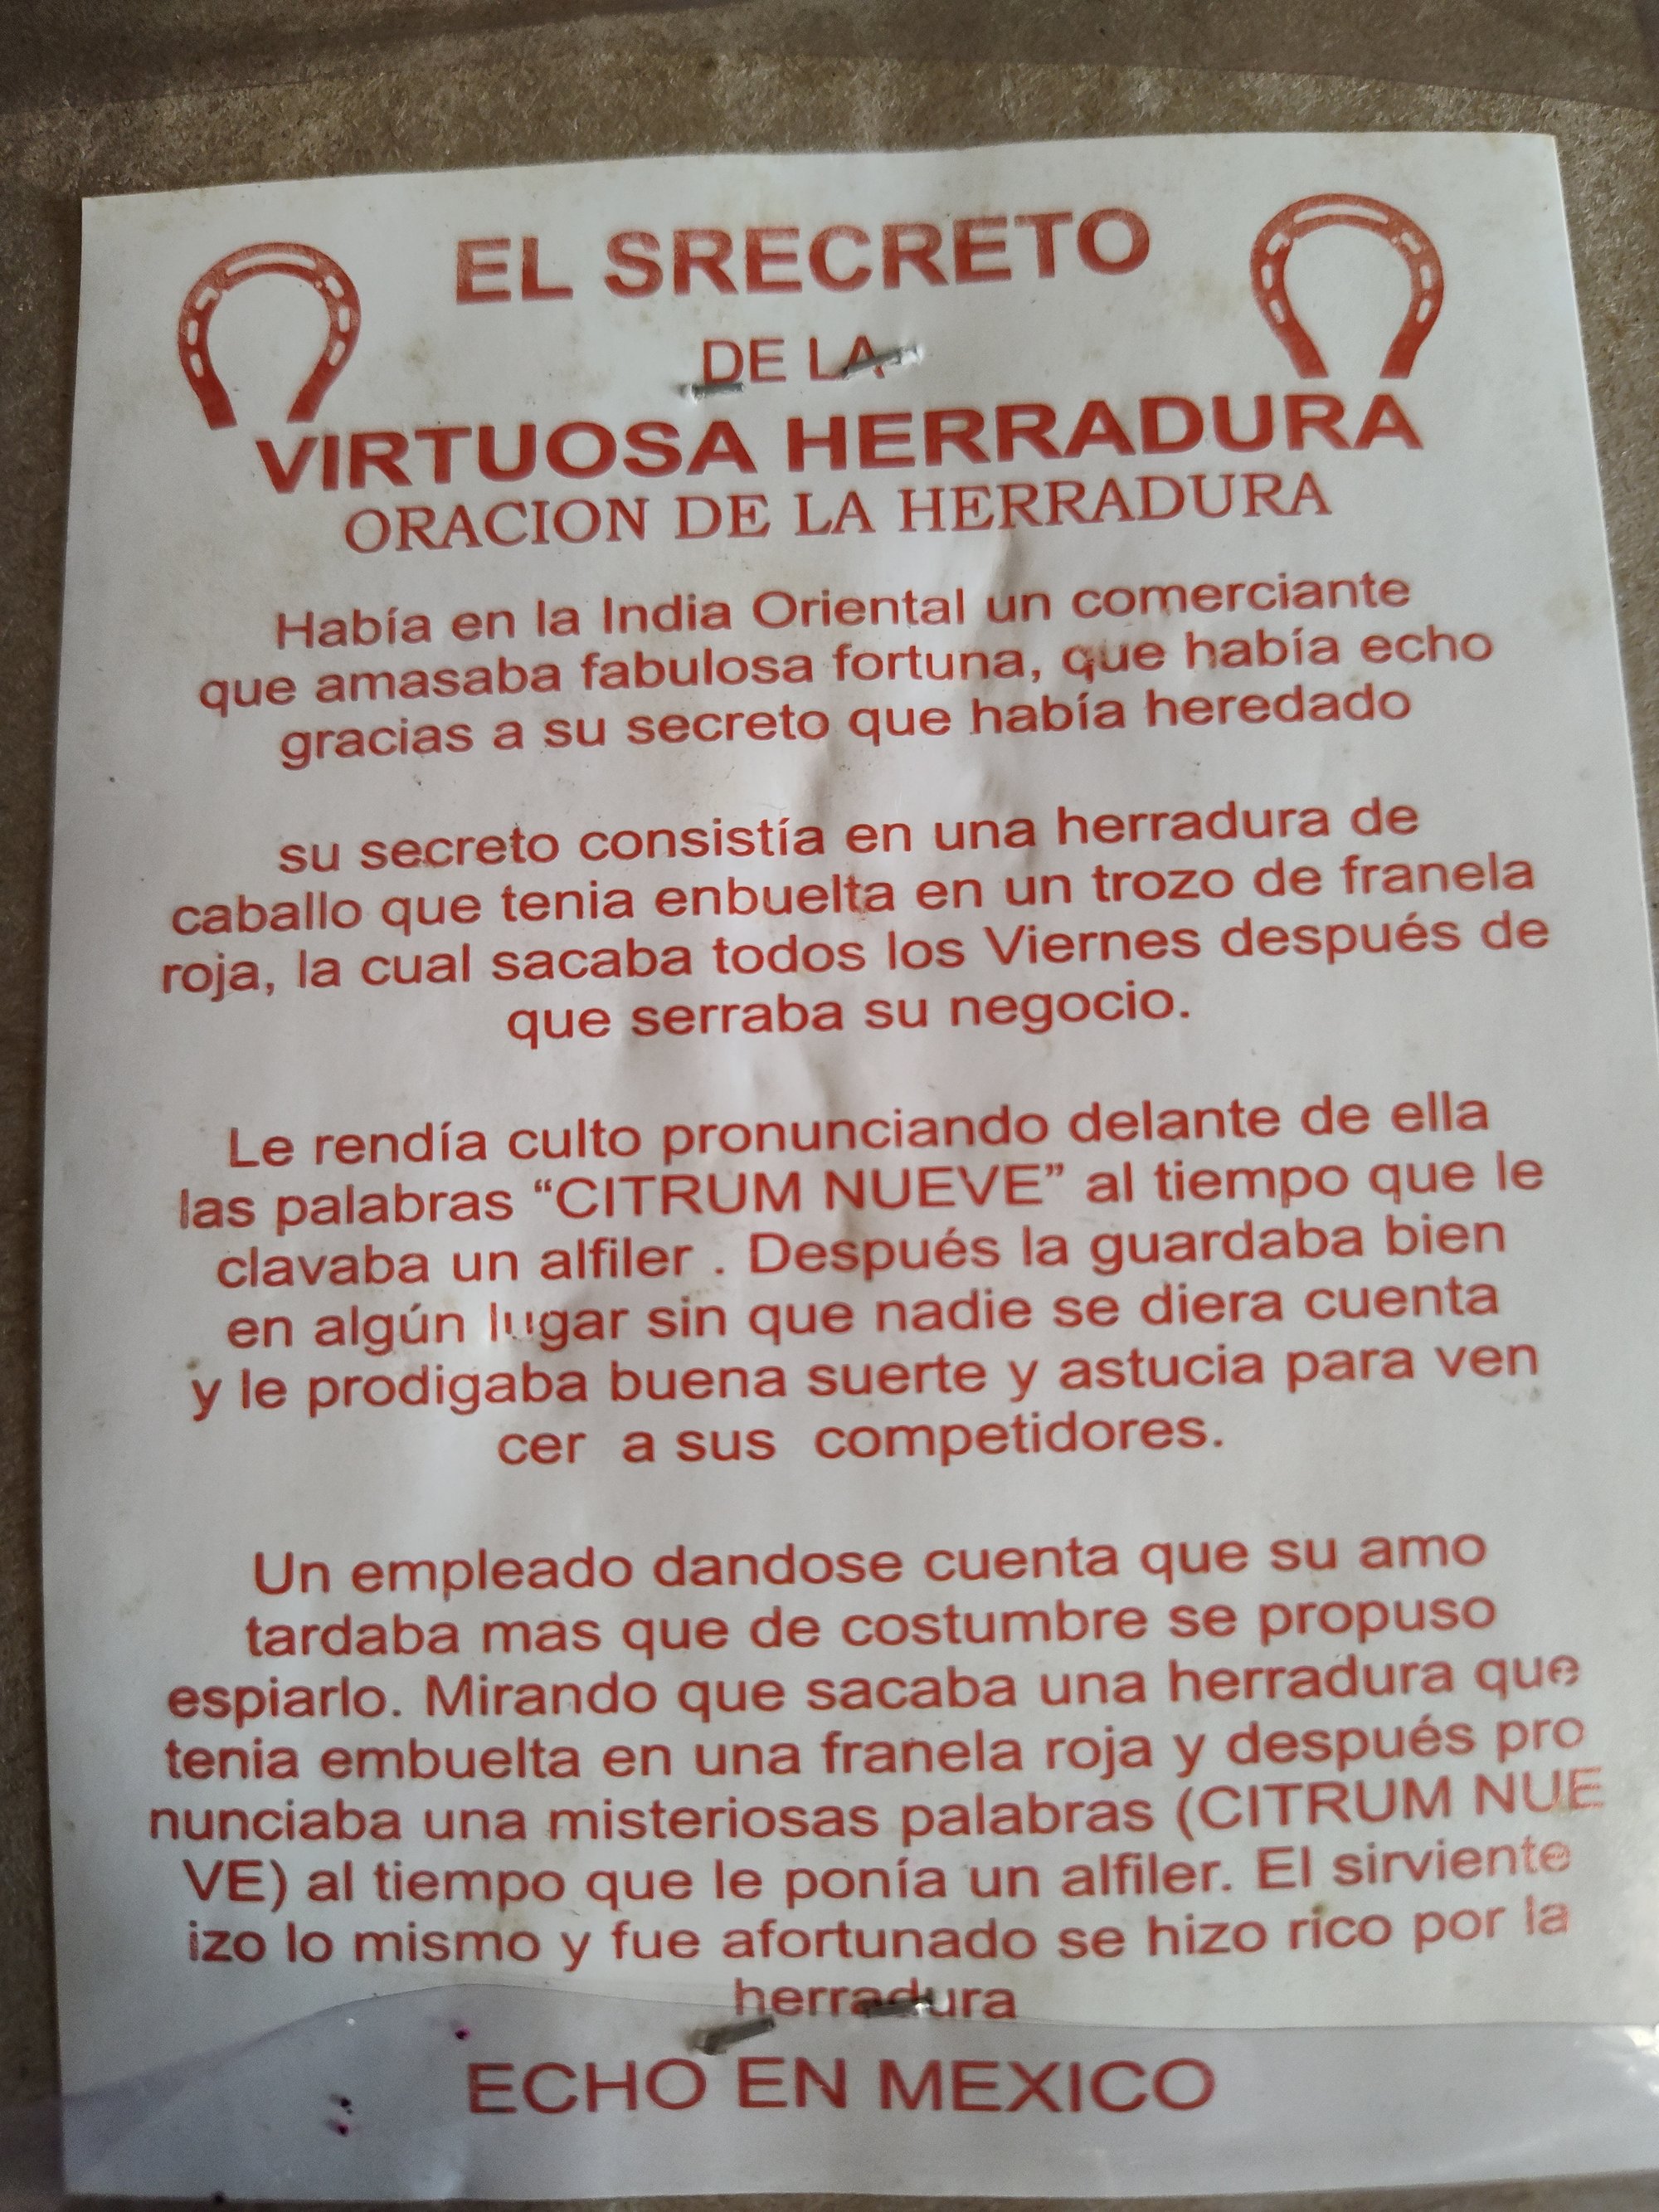 EL SRECRETO
DE LA
VIRTUOSA HERRADURA
ORACION DE LA HERRADURA
Había en la India Oriental un comerciante
que amasaba fabulosa fortuna, que había echo
gracias a su secreto que había heredado
su secreto consistía en una herradura de
caballo que tenia enbuelta en un trozo de franela
roja, la cual sacaba todos los Viernes después de
que serraba su negocio.
Le rendía culto pronunciando delante de ella
las palabras “CITRUM NUEVE” al tiempo que le
clavaba un alfiler . Después la guardaba bien
en algún lugar sin que nadie se diera cuenta
y le prodigaba buena suerte y astucia para ven
cer a sus competidores.
Un empleado dandose cuenta que su amo
tardaba mas que de costumbre se propuso
espiarlo. Mirando que sacaba una herradura que
tenia embuelta en una franela roja y después pro
nunciaba una misteriosas palabras (CITRUM NUE
VE) al tiempo que le ponía un alfiler. El sirviente
izo lo mismo y fue afortunado se hizo rico por la
herradura
ECHO EN MEXICO